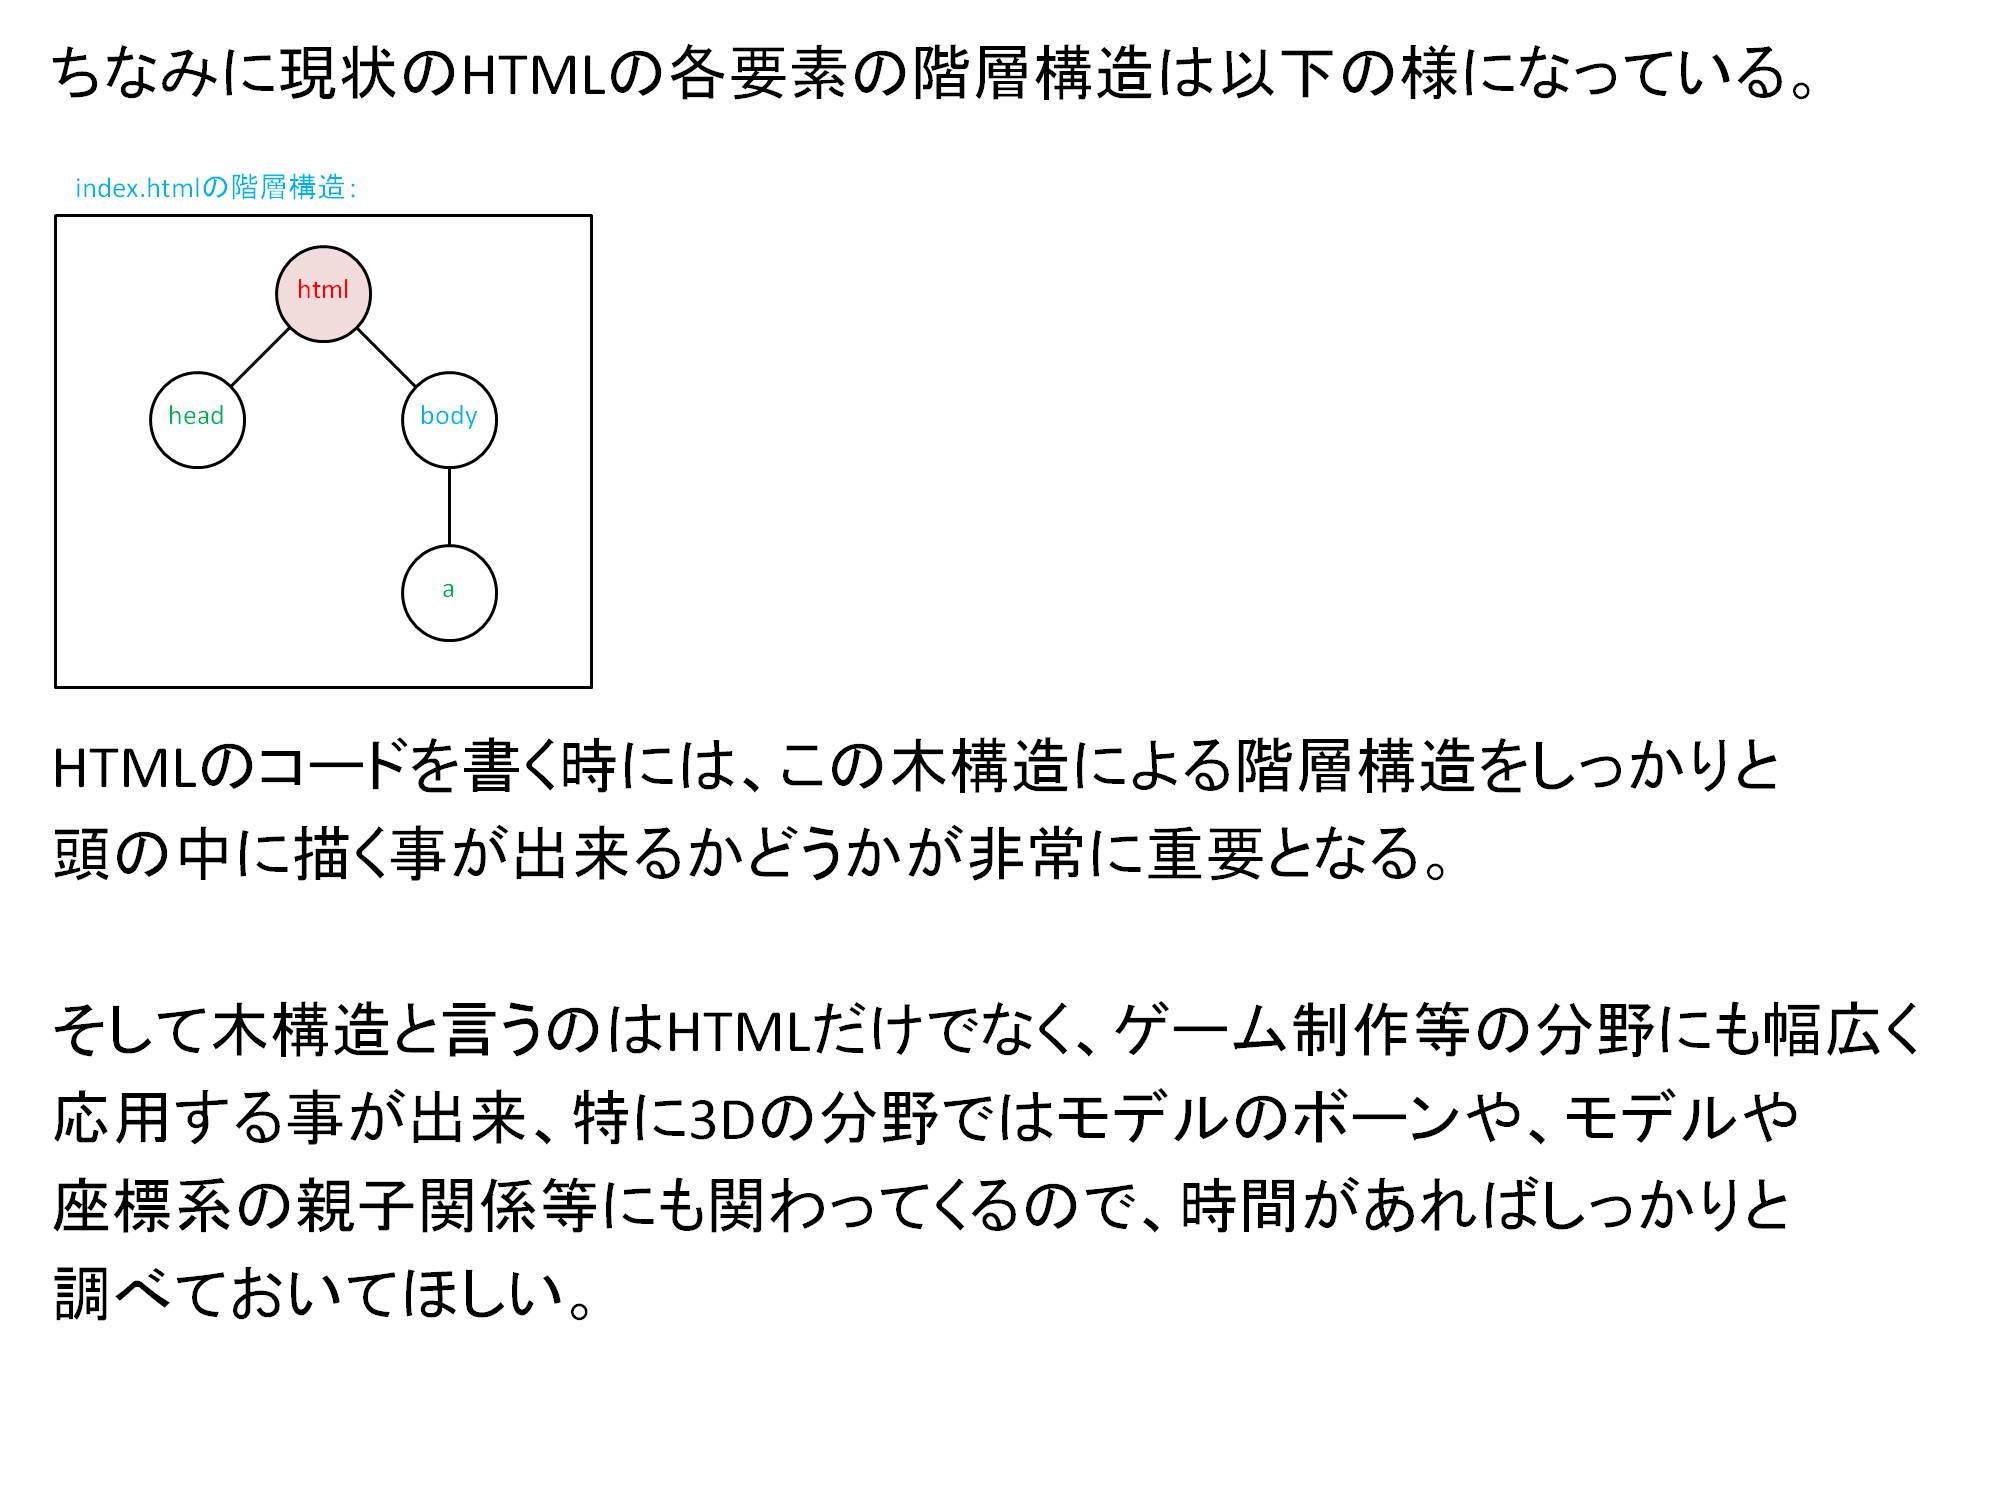 ちなみに現状のHTMLの各要素の階層構造は以下の様になっている。
index.htmlの階層構造：
html
head
body
a
HTMLのコードを書く時には、この木構造による階層構造をしっかりと
頭の中に描く事が出来るかどうかが非常に重要となる。
そして木構造と言うのはHTMLだけでなく、ゲーム制作等の分野にも幅広く
応用する事が出来、特に3Dの分野ではモデルのボーンや、モデルや
座標系の親子関係等にも関わってくるので、時間があればしっかりと
調べておいてほしい。